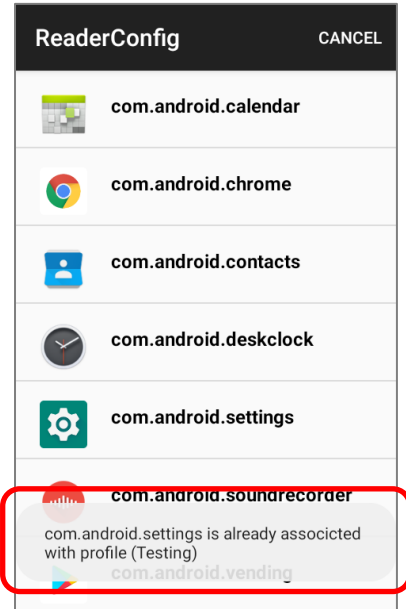 ReaderConfig CANCEL
com.android.calendar
com.android.chrome
com.android.contacts
com.android.deskclock
com.android.settings
com.android.soundrecorder
com.android.settings is already associcted
with profile (Testing)
com.android.vending